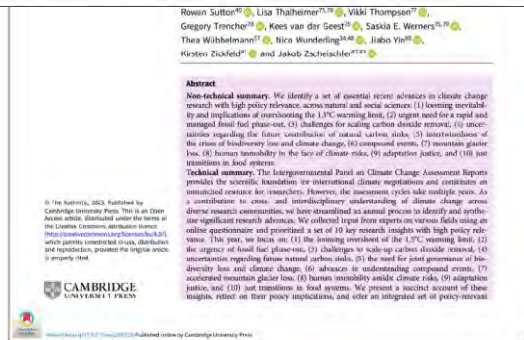 Rowan Sutton, Lisa Thalheimer, Vikki Thompson,
Gregory Trencher, Kees van der Geest, Saskia E. Werners,
Thea Wübbelmann, Nico Wunderling, Jiabo Yin,
Kirsten Zickfeld and Jakob Zscheischler
Abstract
Non-technical summary. We identify a set of essential recent advances in climate change
research with high policy relevance, across natural and social sciences: (1) looming inevitabil-
ity and implications of overshooting the 1.5°C warming limit, (2) urgent need for a rapid and
managed fossil fuel phase-out, (3) challenges for scaling carbon dioxide removal, (4) uncer-
tainties regarding the future contribution of natural carbon sinks, (5) intertwinedness of
the crises of biodiversity loss and climate change, (6) compound events, (7) mountain glacier
loss, (8) human immobility in the face of climate risks, (9) adaptation justice, and (10) just
transitions in food systems.
Technical summary. The Intergovernmental Panel on Climate Change Assessment Reports
provides the scientific foundation for international climate negotiations and constitutes an
unmatched resource for researchers. However, the assessment cycles take multiple years. As
a contribution to cross- and interdisciplinary understanding of climate change across
diverse research communities, we have streamlined an annual process to identify and synthe-
size significant research advances. We collected input from experts on various fields using an
online questionnaire and prioritized a set of 10 key research insights with high policy rele-
vance. This year, we focus on: (1) the looming overshoot of the 1.5°C warming limit, (2)
the urgency of fossil fuel phase-out, (3) challenges to scale-up carbon dioxide removal, (4)
uncertainties regarding future natural carbon sinks, (5) the need for joint governance of bio-
diversity loss and climate change, (6) advances in understanding compound events, (7)
accelerated mountain glacier loss, (8) human immobility amidst climate risks, (9) adaptation
justice, and (10) just transitions in food systems. We present a succinct account of these
insights, reflect on their policy implications, and offer an integrated set of policy-relevant
© The Author(s), 2023. Published by
Cambridge University Press. This is an Open
Access article, distributed under the terms of
the Creative Commons Attribution licence
(http://creativecommons.org/licenses/by/4.0/),
which permits unrestricted re-use, distribution
and reproduction, provided the original article
is properly cited.
CAMBRIDGE
UNIVERSITY PRESS
Published online by Cambridge University Press